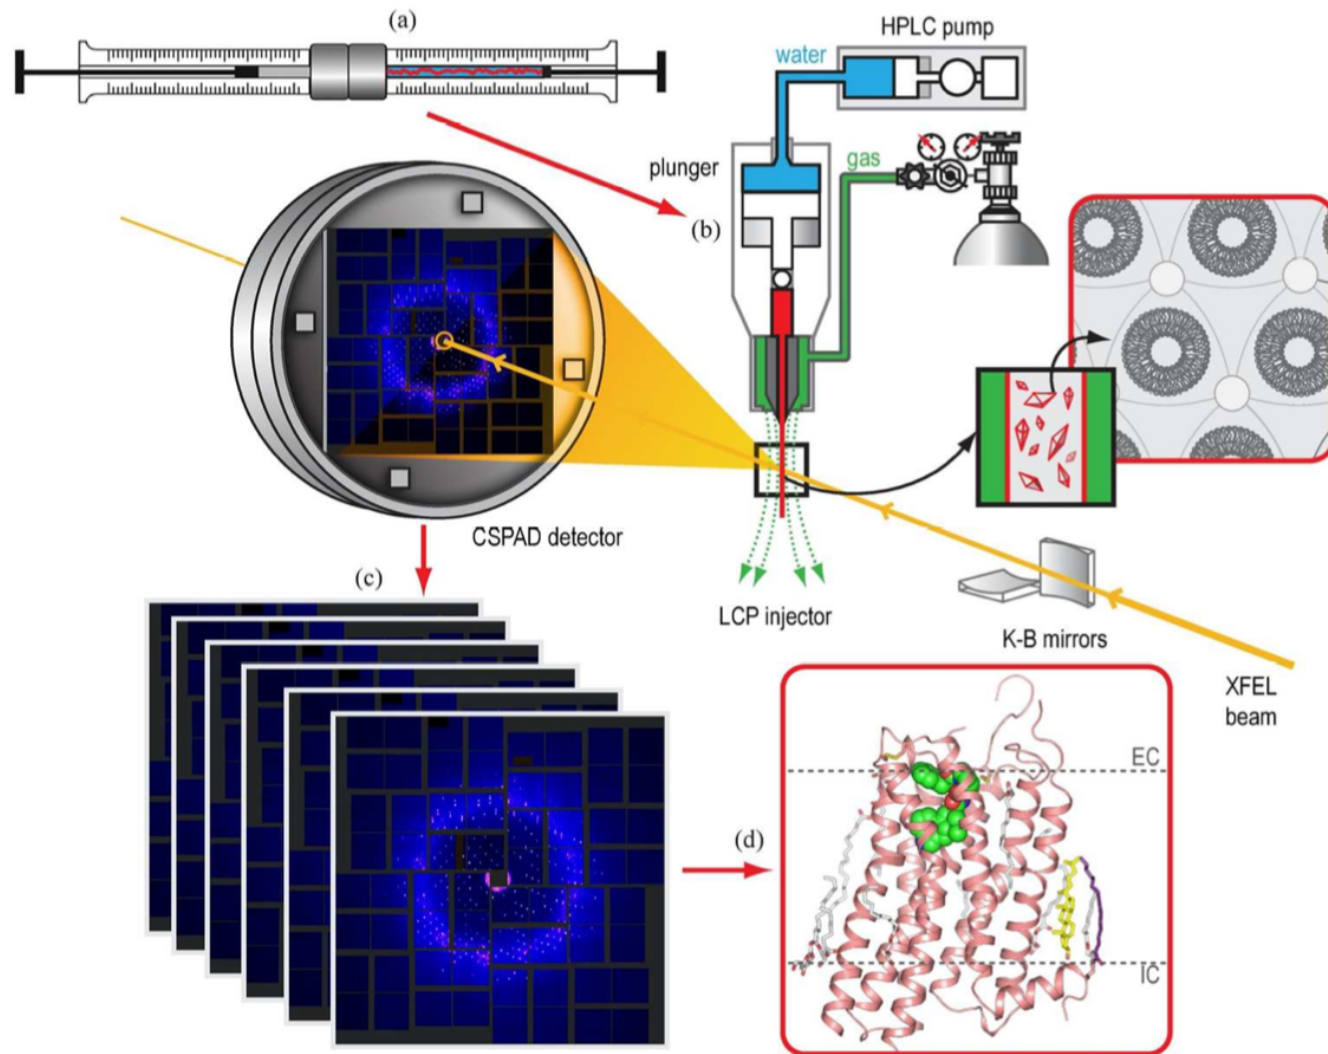 (a)
HPLC pump
water
gas
plunger
(b)
CSPAD detector
(c)
LCP injector
K-B mirrors
XFEL
beam
(d)
EC
IC